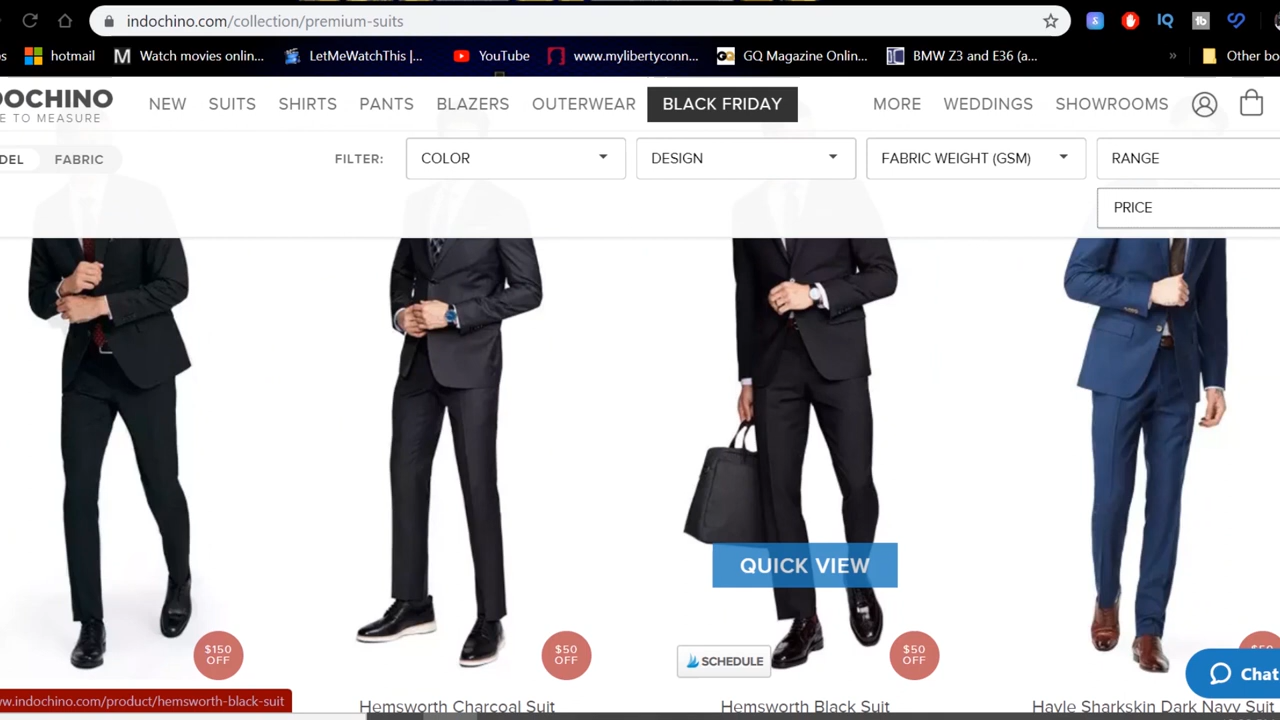 indochino.com/collection/premium-suits
hotmail
Watch movies onlin...
LetMeWatchThis |...
YouTube
www.mylibertyconn...
GQ Magazine Onlin...
BMW Z3 and E36 (a...
»
Other bo
OCHINO
E TO MEASURE
NEW
SUITS
SHIRTS
PANTS
BLAZERS
OUTERWEAR
BLACK FRIDAY
MORE
WEDDINGS
SHOWROOMS
DEL
FABRIC
FILTER:
COLOR
DESIGN
FABRIC WEIGHT (GSM)
RANGE
PRICE
QUICK VIEW
$150
OFF
$50
OFF
SCHEDULE
$50
OFF
Chat
w.indochino.com/product/hemsworth-black-suit
Hemsworth Charcoal Suit
Hemsworth Black Suit
Hayle Sharkskin Dark Navy Suit